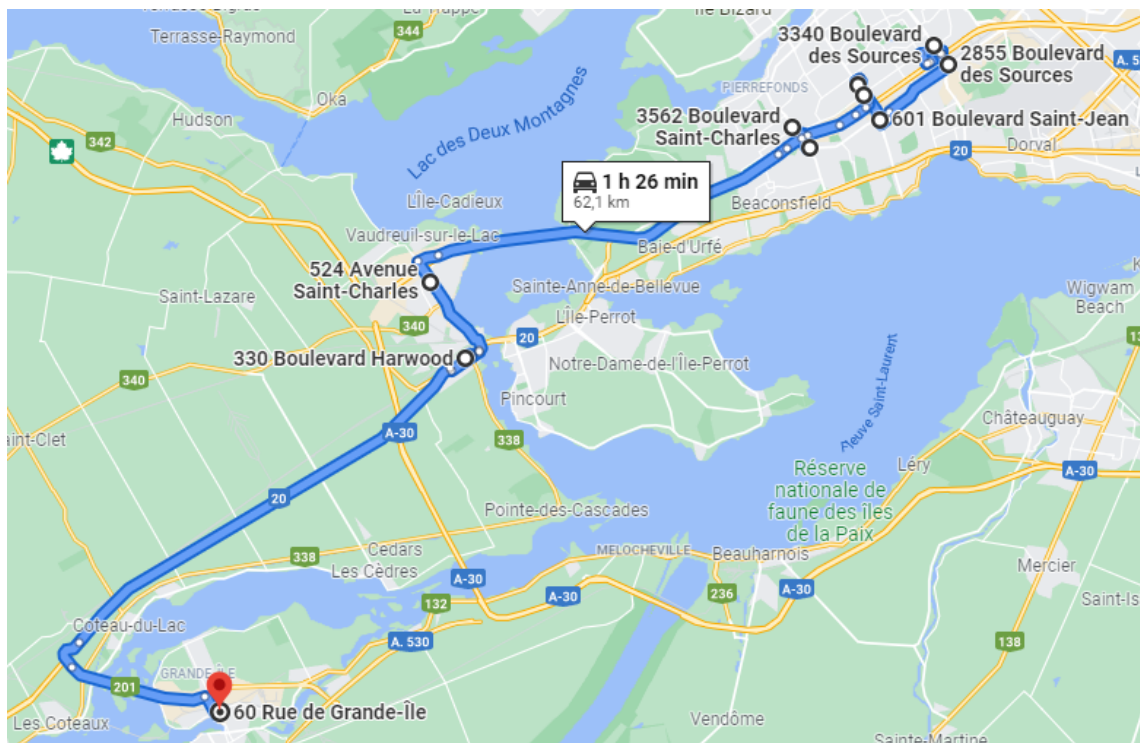 Terrasse-Raymond
La Trappe
344
Île Bizard
Oka
Hudson
342
Lac des Deux Montagnes
3340 Boulevard
des Sources
2855 Boulevard
des Sources
PIERREFONDS
3562 Boulevard
Saint-Charles
601 Boulevard Saint-Jean
20
Dorval
1 h 26 min
62,1 km
L'Île-Cadieux
Beaconsfield
Vaudreuil-sur-le-Lac
Baie-d'Urfé
524 Avenue
Saint-Charles
Saint-Lazare
Sainte-Anne-de-Bellevue
Wigwam
Beach
340
L'Île-Perrot
20
330 Boulevard Harwood
Notre-Dame-de-l'Île-Perrot
340
Pincourt
Fleuve Saint-Laurent
Châteauguay
A-30
338
aint-Clet
Léry
A-30
Réserve
nationale de
faune des îles
de la Paix
20
Pointe-des-Cascades
338
Cedars
Les Cèdres
MELOCHEVILLE
Beauharnois
Mercier
A-30
A-30
A-30
236
132
Saint-Is
Coteau-du-Lac
A. 530
138
GRANDE-ÎLE
201
60 Rue de Grande-Île
Les Coteaux
Vendôme
Sainte-Martine